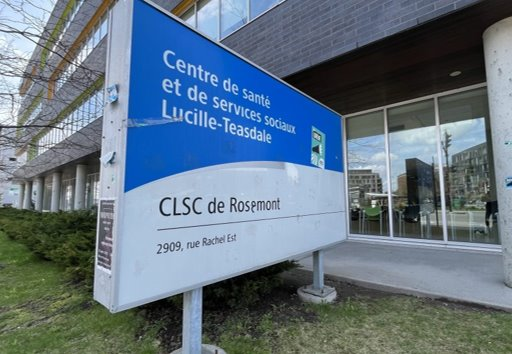 Centre de santé
et de services sociaux
Lucille-Teasdale
CLSC de Rosemont
2909, rue Rachel Est